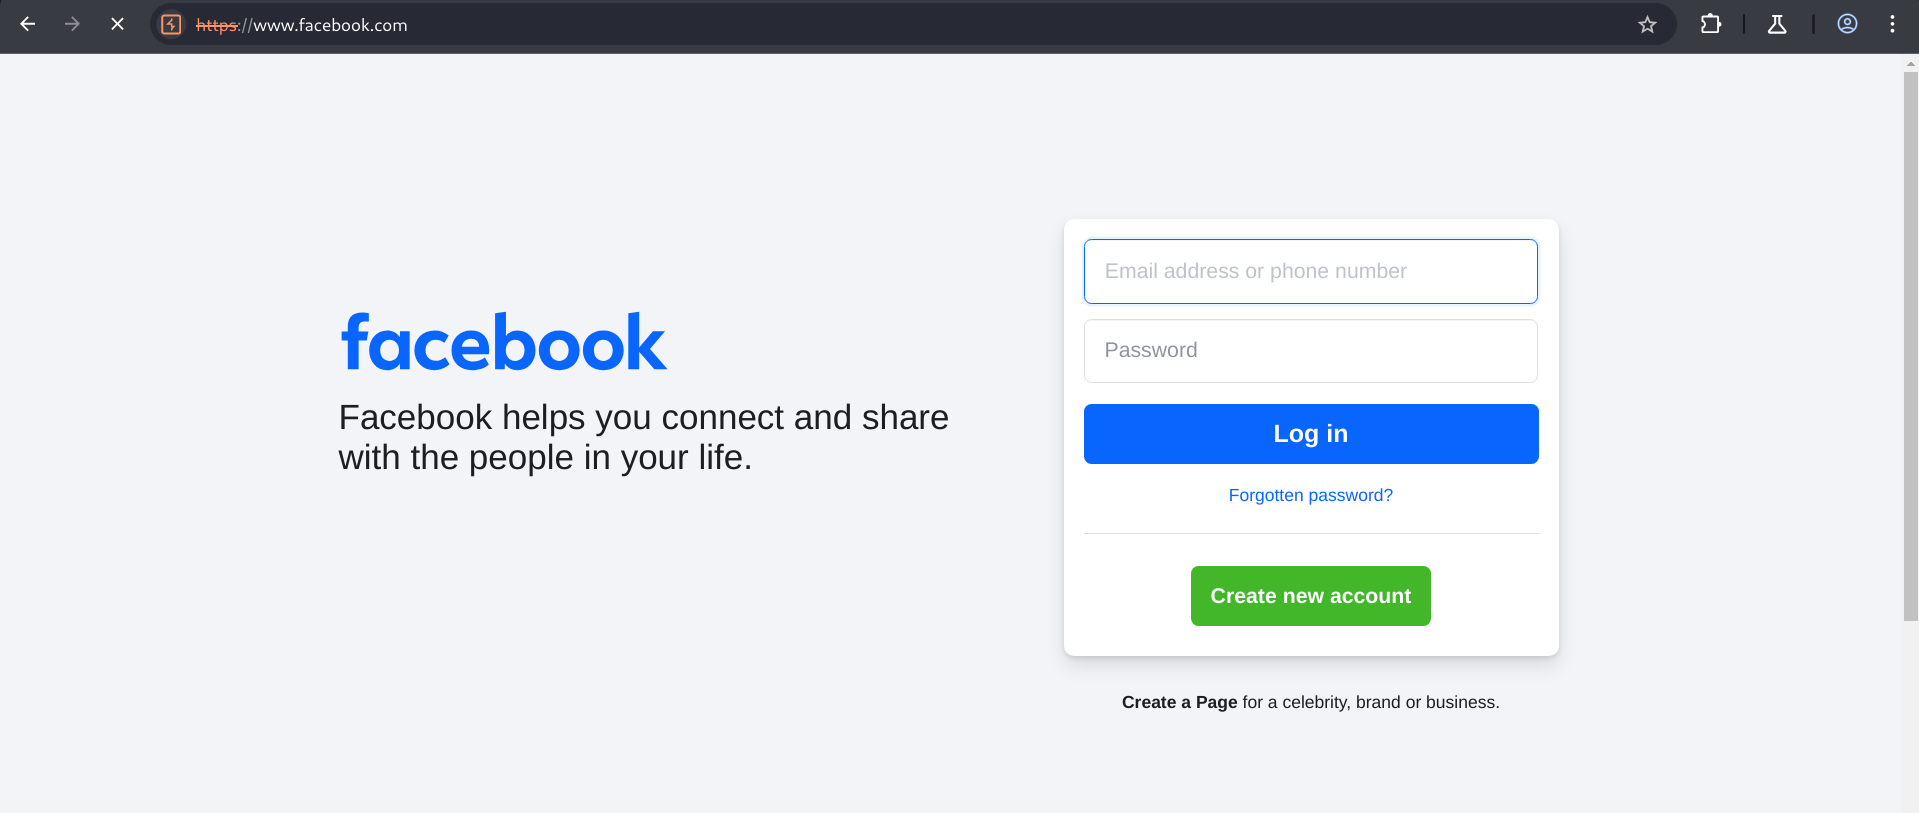 https://www.facebook.com
facebook
Facebook helps you connect and share
with the people in your life.
Email address or phone number
Password
Log in
Forgotten password?
Create new account
Create a Page for a celebrity, brand or business.